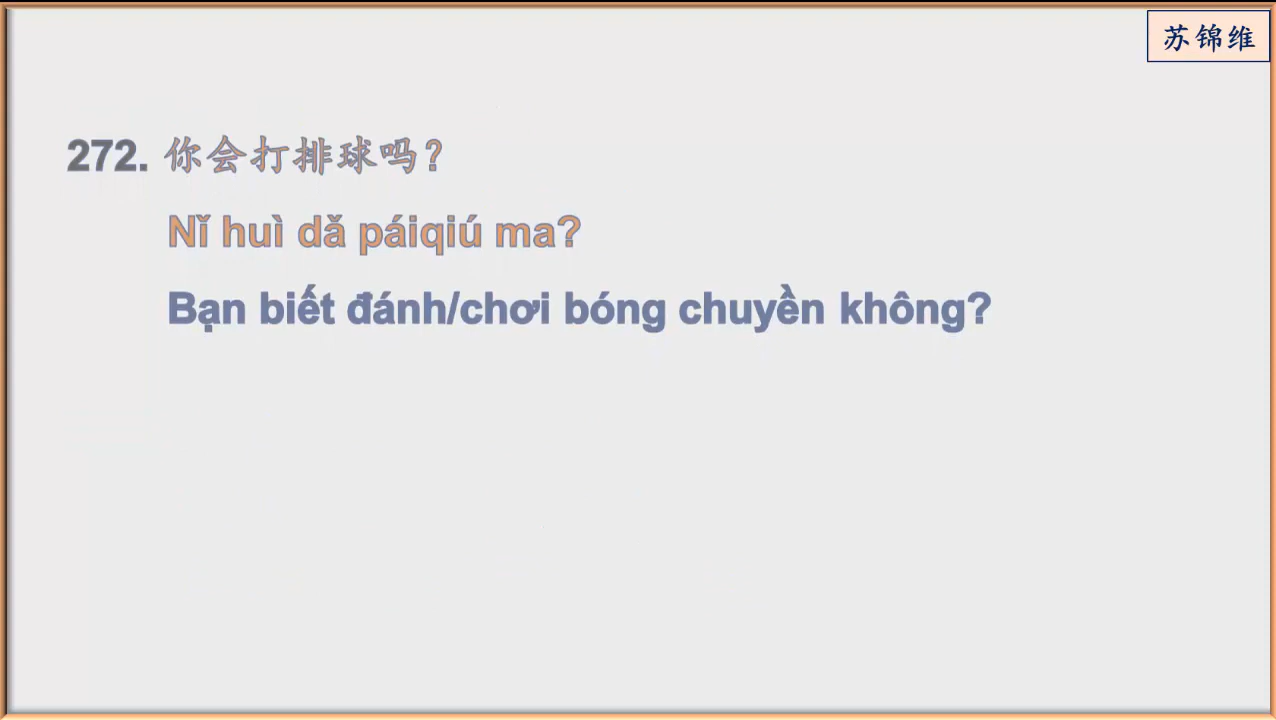 苏锦维
272. 你会打排球吗？
Nǐ huì dǎ páiqiú ma?
Bạn biết đánh/chơi bóng chuyền không?